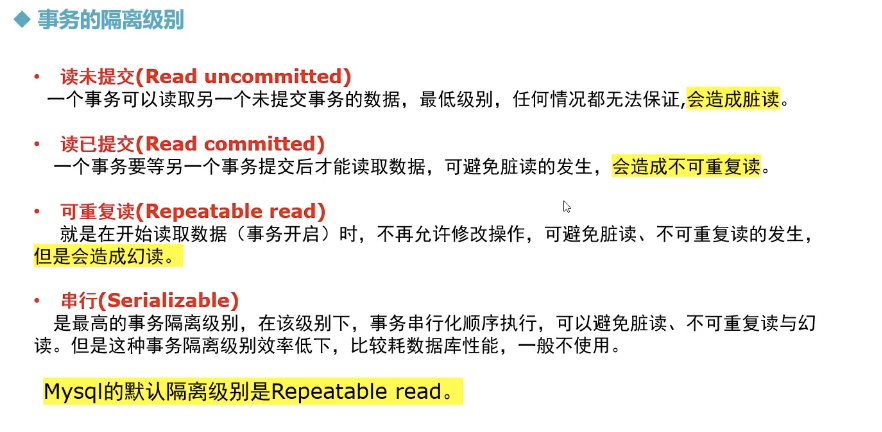 ◆ 事务的隔离级别
• 读未提交(Read uncommitted)
一个事务可以读取另一个未提交事务的数据，最低级别，任何情况都无法保证,会造成脏读。
• 读已提交(Read committed)
一个事务要等另一个事务提交后才能读取数据，可避免脏读的发生，会造成不可重复读。
• 可重复读(Repeatable read)
就是在开始读取数据（事务开启）时，不再允许修改操作，可避免脏读、不可重复读的发生，
但是会造成幻读。
• 串行(Serializable)
是最高的事务隔离级别，在该级别下，事务串行化顺序执行，可以避免脏读、不可重复读与幻
读。但是这种事务隔离级别效率低下，比较耗数据库性能，一般不使用。
Mysql的默认隔离级别是Repeatable read。